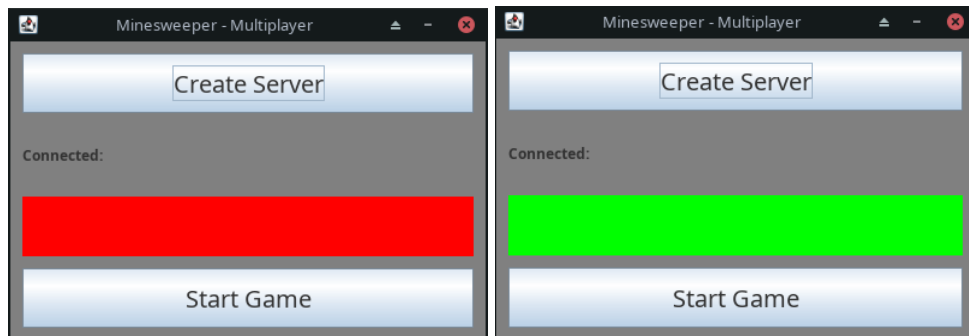 Minesweeper - Multiplayer
Create Server
Connected:
Start Game
Minesweeper - Multiplayer
Create Server
Connected:
Start Game